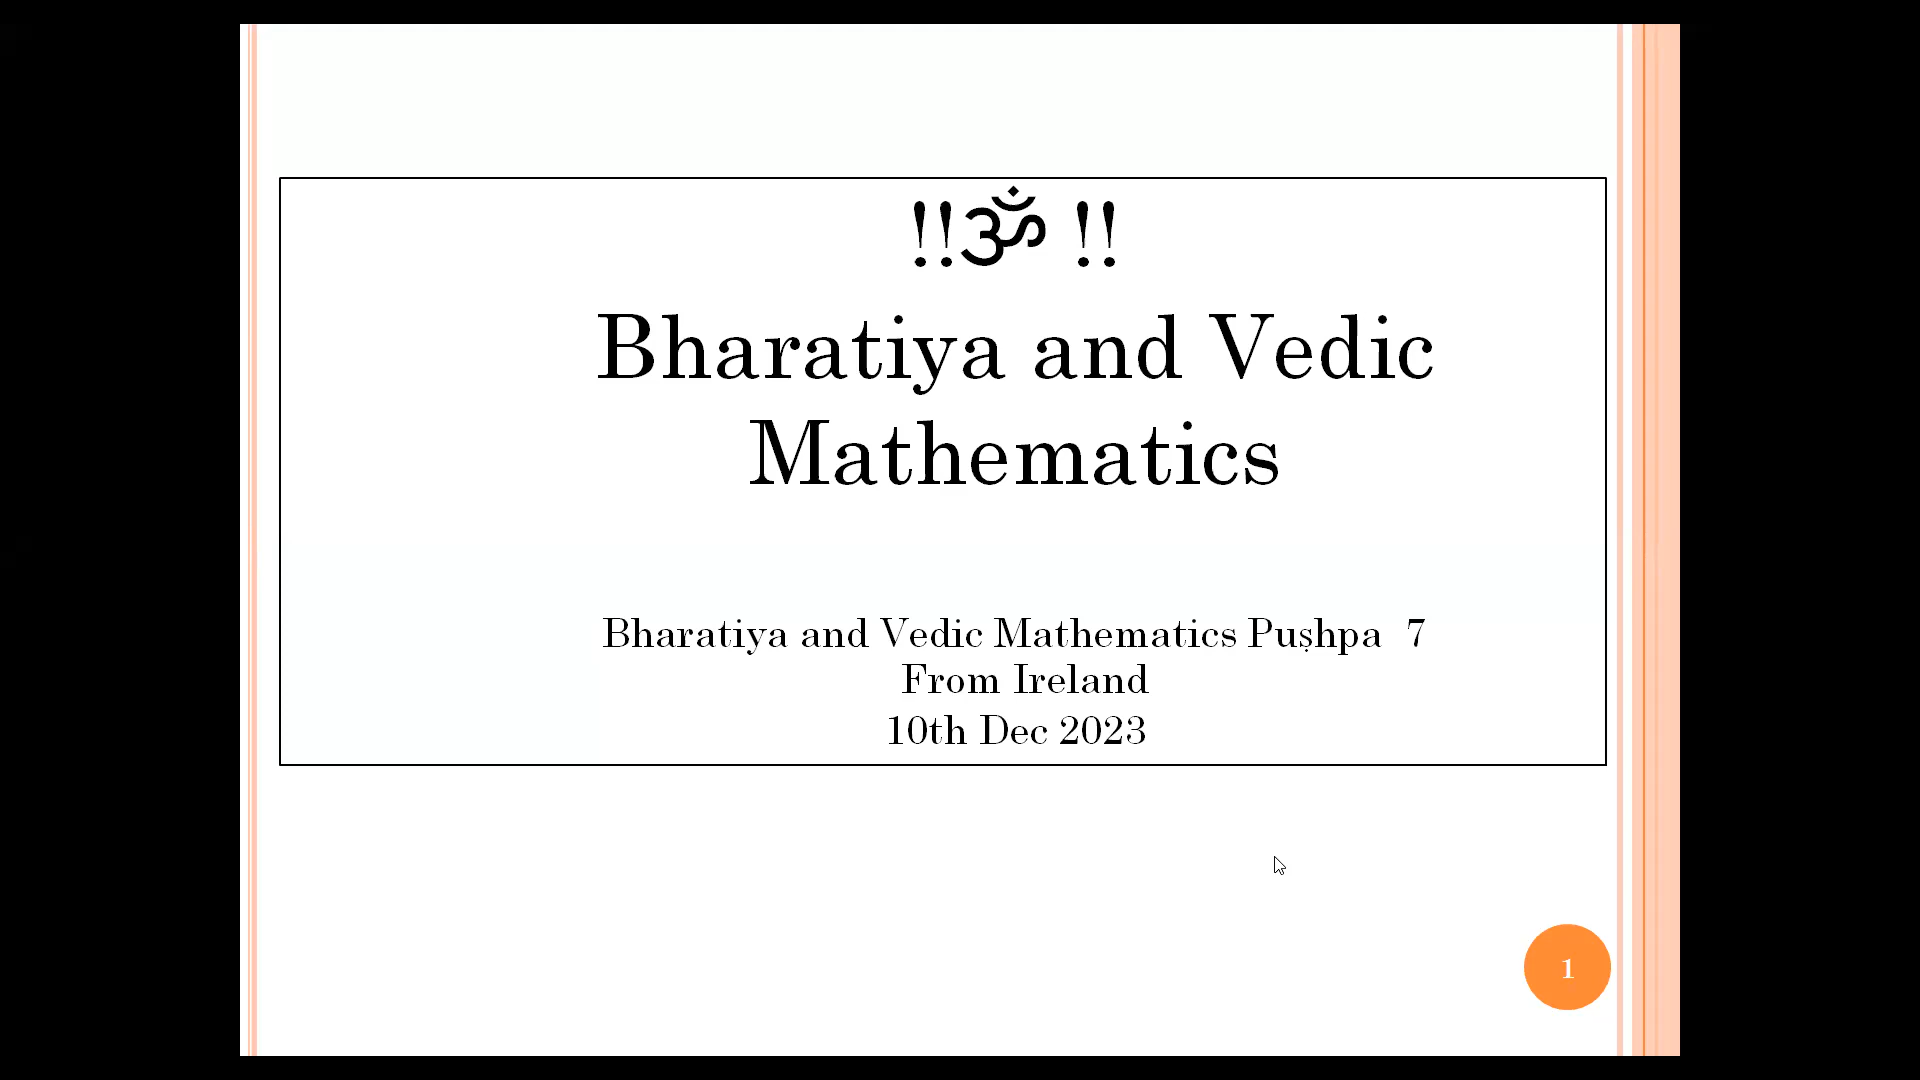 !!ॐ !!
Bharatiya and Vedic
Mathematics
Bharatiya and Vedic Mathematics Puṣhpa 7
From Ireland
10th Dec 2023
1